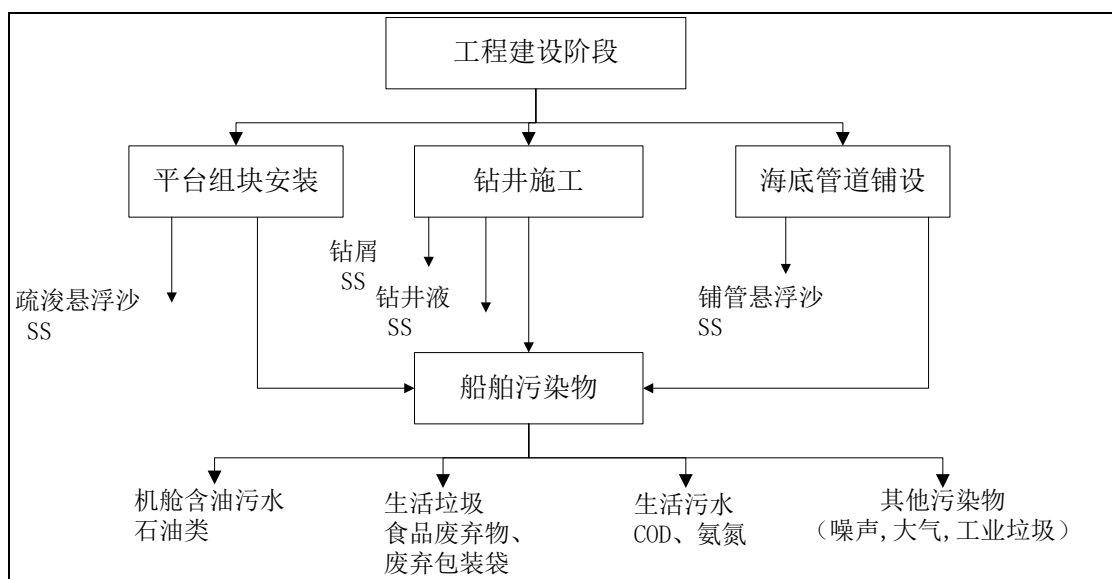 工程建设阶段
平台组块安装
钻井施工
海底管道铺设
钻屑
SS
疏浚悬浮沙
SS
钻井液
SS
铺管悬浮沙
SS
船舶污染物
机舱含油污水
石油类
生活垃圾
食品废弃物、
废弃包装袋
生活污水
COD、氨氮
其他污染物
（噪声,大气,工业垃圾）